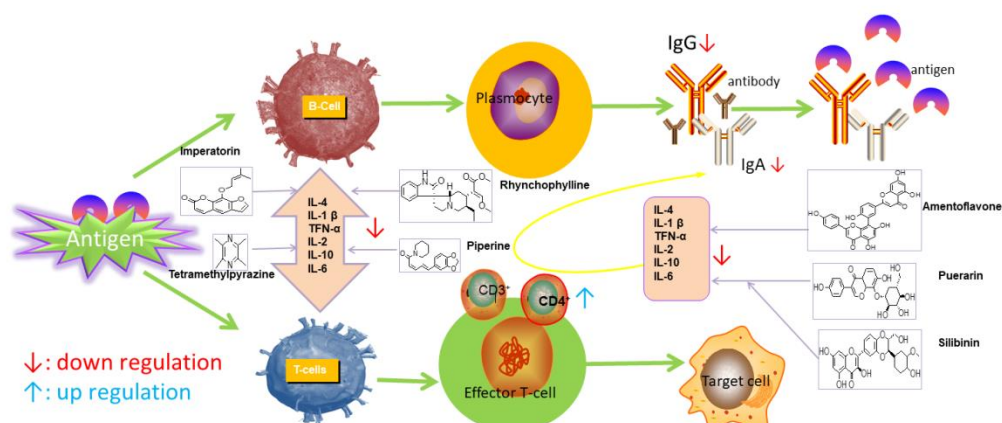 IgG↓
antibody
antigen
B-Cell
Plasmocyte
IgA ↓
Imperatorin
Rhynchophylline
IL-4
IL-1 β
TFN-α
IL-2
IL-10
IL-6
↓
Antigen
Tetramethylpyrazine
Piperine
IL-4
IL-1 β
TFN-α
IL-2
IL-10
IL-6
↓
Amentoflavone
Puerarin
Silibinin
CD3⁺
CD4⁺ ↑
T-cells
Effector T-cell
Target cell
↓: down regulation
↑: up regulation